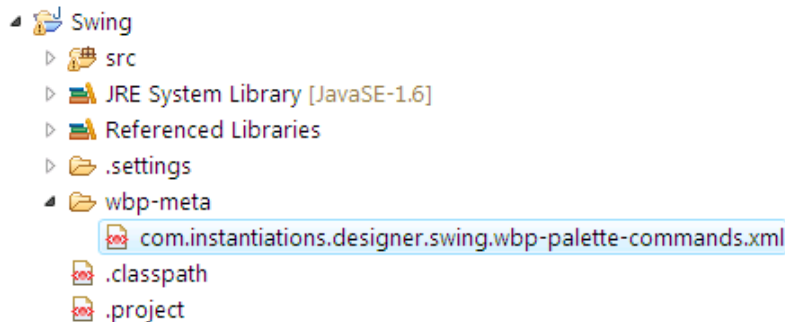 Swing
src
JRE System Library [JavaSE-1.6]
Referenced Libraries
.settings
wbp-meta
com.instantiations.designer.swing.wbp-palette-commands.xml
.classpath
.project